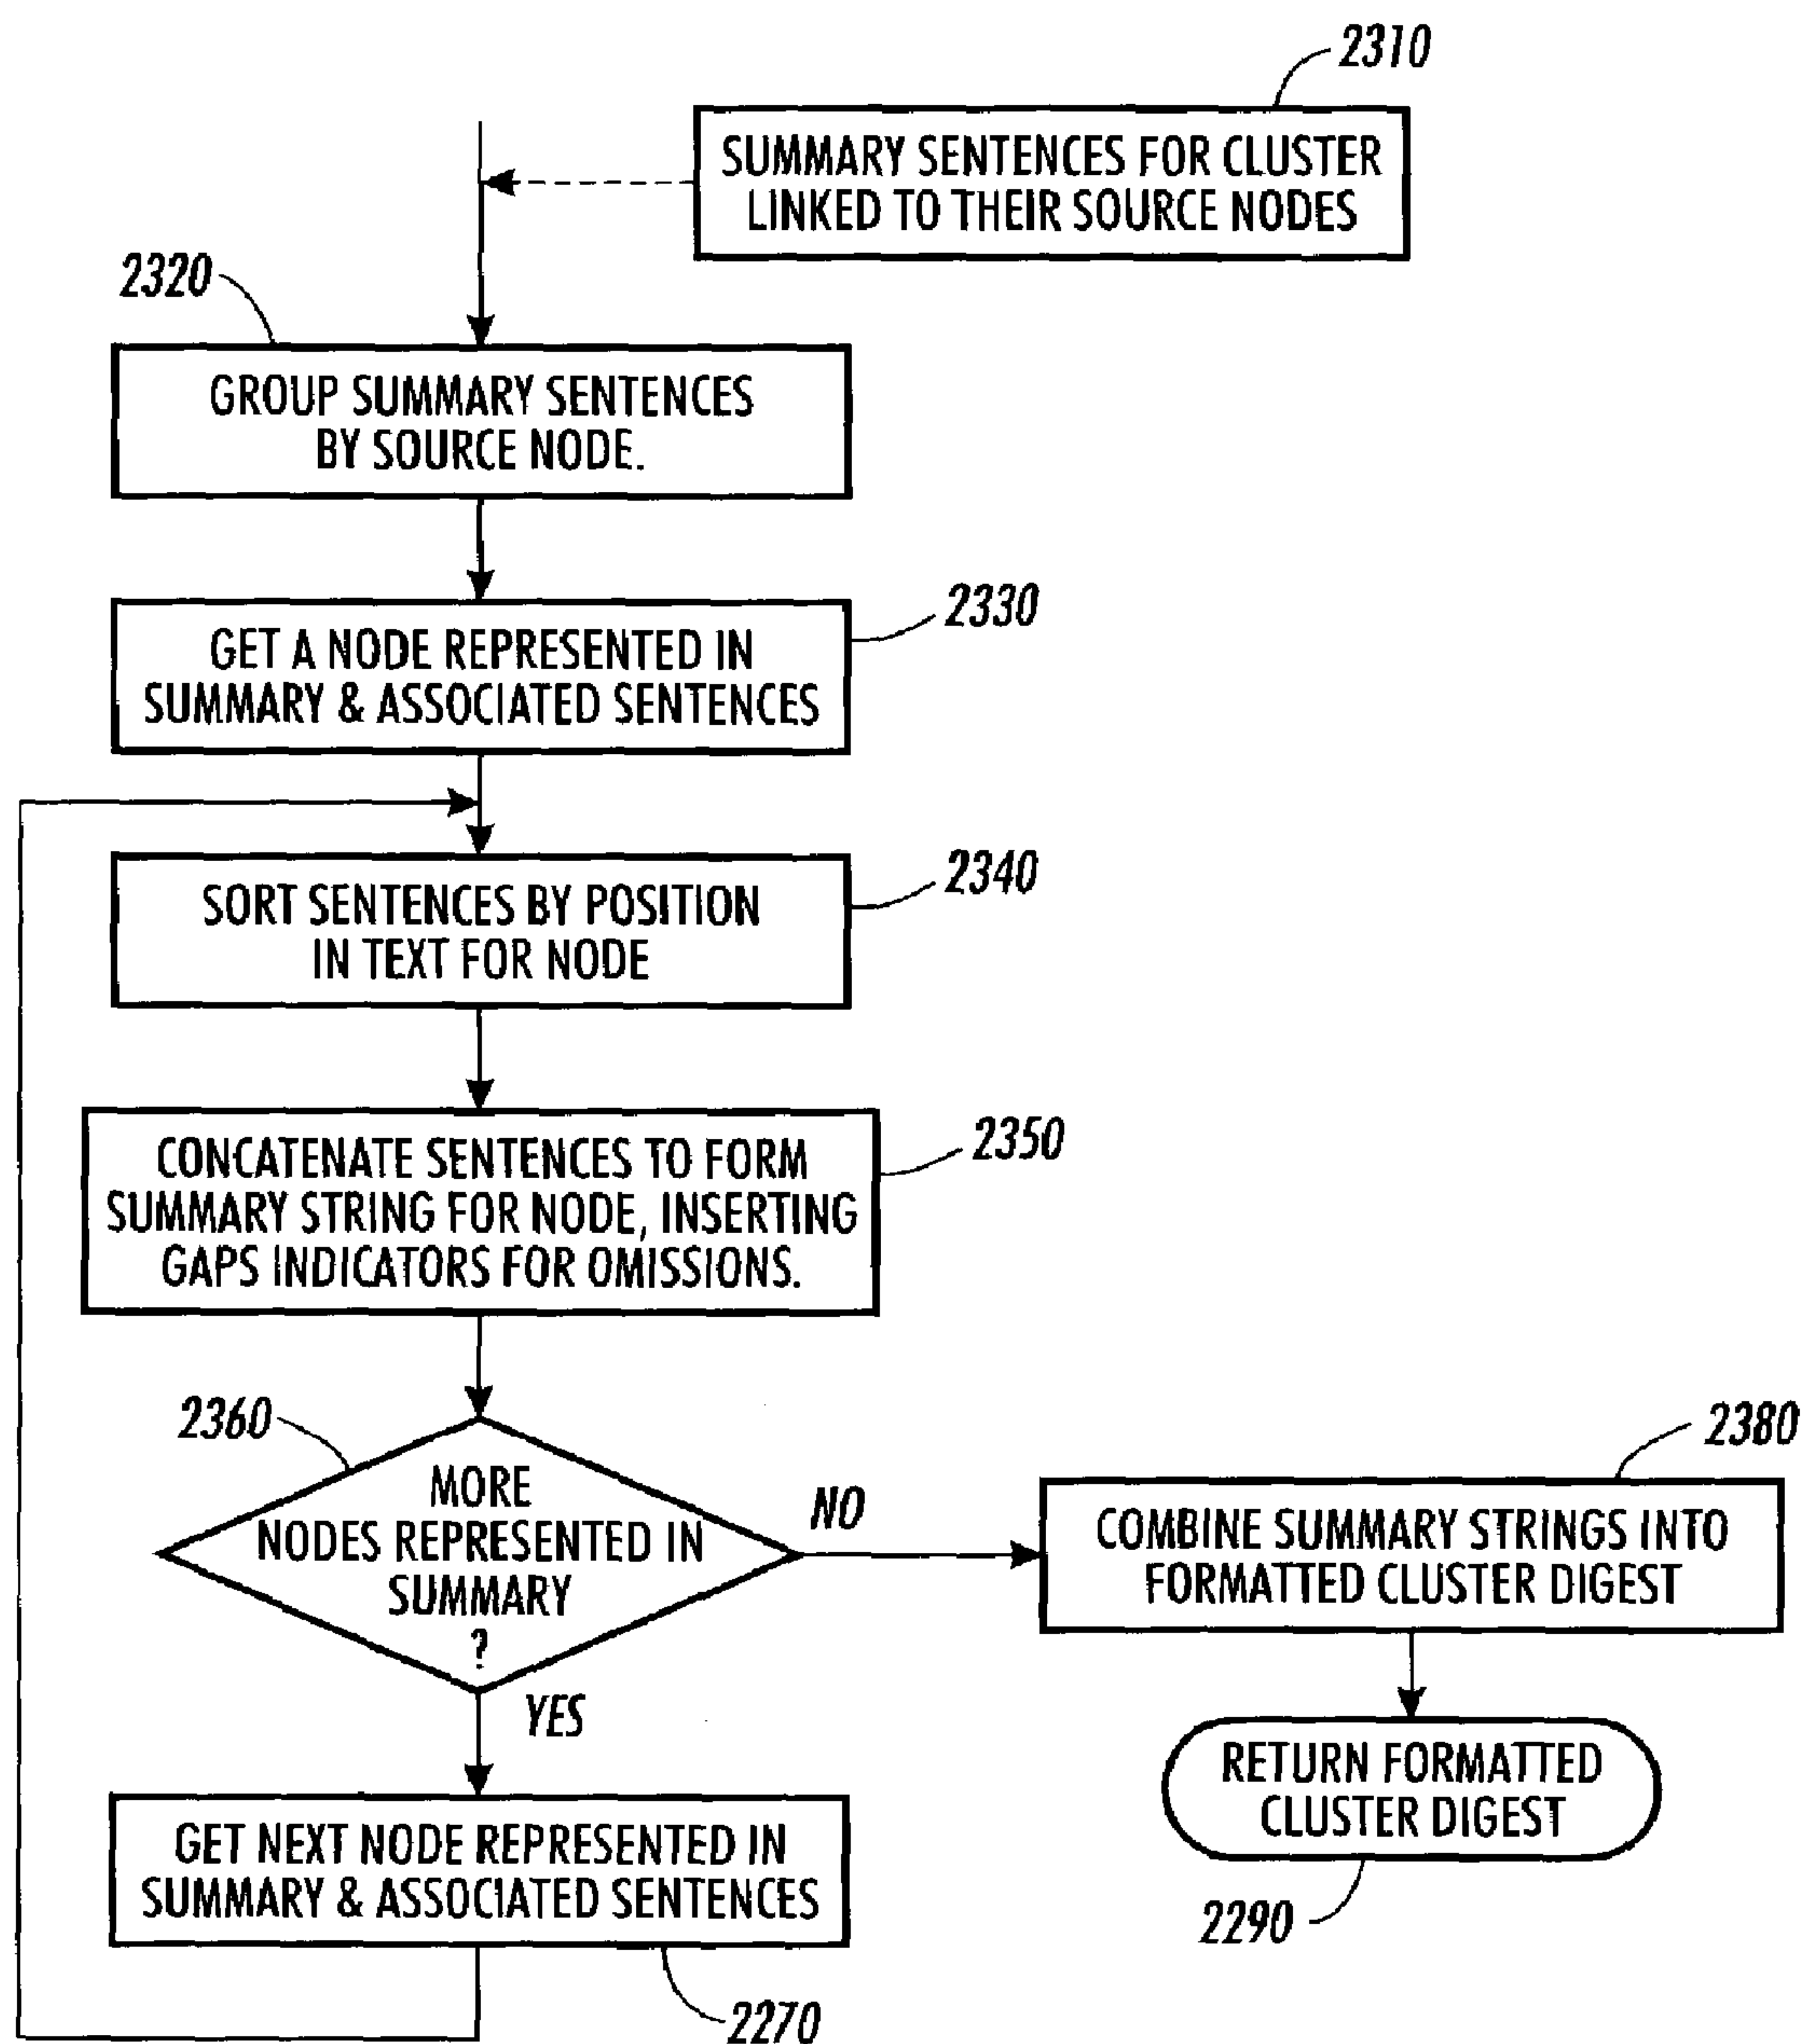 2310
SUMMARY SENTENCES FOR CLUSTER
LINKED TO THEIR SOURCE NODES
2320
GROUP SUMMARY SENTENCES
BY SOURCE NODE.
2330
GET A NODE REPRESENTED IN
SUMMARY & ASSOCIATED SENTENCES
2340
SORT SENTENCES BY POSITION
IN TEXT FOR NODE
2350
CONCATENATE SENTENCES TO FORM
SUMMARY STRING FOR NODE, INSERTING
GAPS INDICATORS FOR OMISSIONS.
2360
MORE
NODES REPRESENTED IN
SUMMARY
?
NO
YES
2380
COMBINE SUMMARY STRINGS INTO
FORMATTED CLUSTER DIGEST
RETURN FORMATTED
CLUSTER DIGEST
2290
GET NEXT NODE REPRESENTED IN
SUMMARY & ASSOCIATED SENTENCES
2270